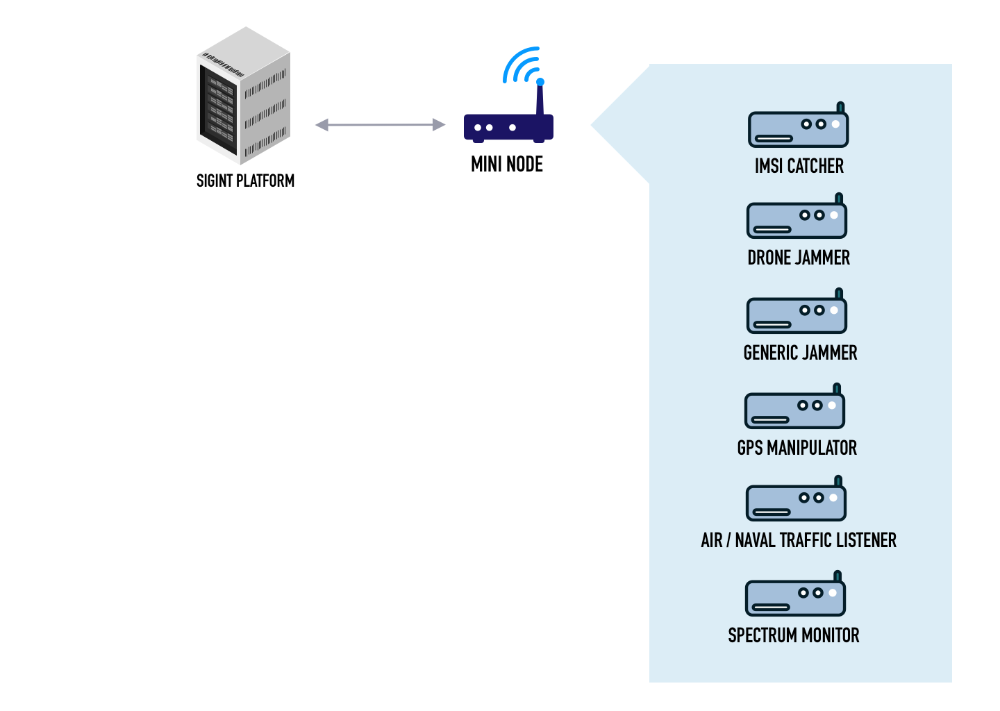 SIGINT PLATFORM
MINI NODE
IMSI CATCHER
DRONE JAMMER
GENERIC JAMMER
GPS MANIPULATOR
AIR / NAVAL TRAFFIC LISTENER
SPECTRUM MONITOR